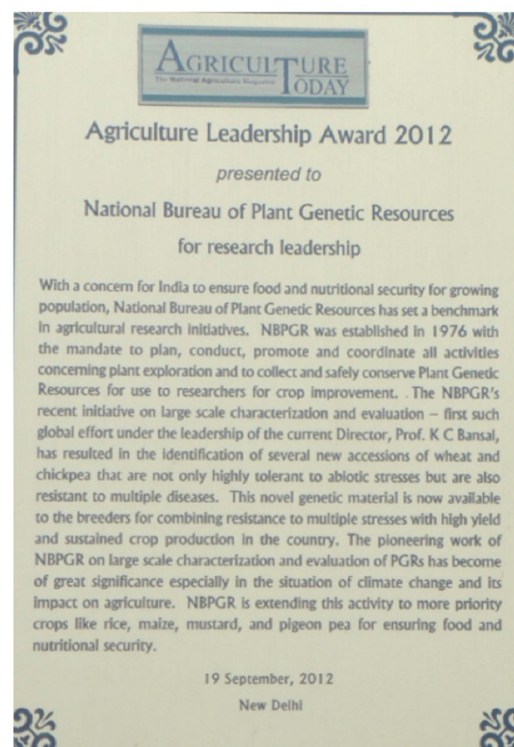 AGRICULTURE
The National Agriculture Magazine
TODAY
Agriculture Leadership Award 2012
presented to
National Bureau of Plant Genetic Resources
for research leadership
With a concern for India to ensure food and nutritional security for growing
population, National Bureau of Plant Genetic Resources has set a benchmark
in agricultural research initiatives. NBPGR was established in 1976 with
the mandate to plan, conduct, promote and coordinate all activities
concerning plant exploration and to collect and safely conserve Plant Genetic
Resources for use to researchers for crop improvement. . The NBPGR's
recent initiative on large scale characterization and evaluation – first such
global effort under the leadership of the current Director, Prof. K C Bansal,
has resulted in the identification of several new accessions of wheat and
chickpea that are not only highly tolerant to abiotic stresses but are also
resistant to multiple diseases. This novel genetic material is now available
to the breeders for combining resistance to multiple stresses with high yield
and sustained crop production in the country. The pioneering work of
NBPGR on large scale characterization and evaluation of PGRs has become
of great significance especially in the situation of climate change and its
impact on agriculture. NBPGR is extending this activity to more priority
crops like rice, maize, mustard, and pigeon pea for ensuring food and
nutritional security.
19 September, 2012
New Delhi